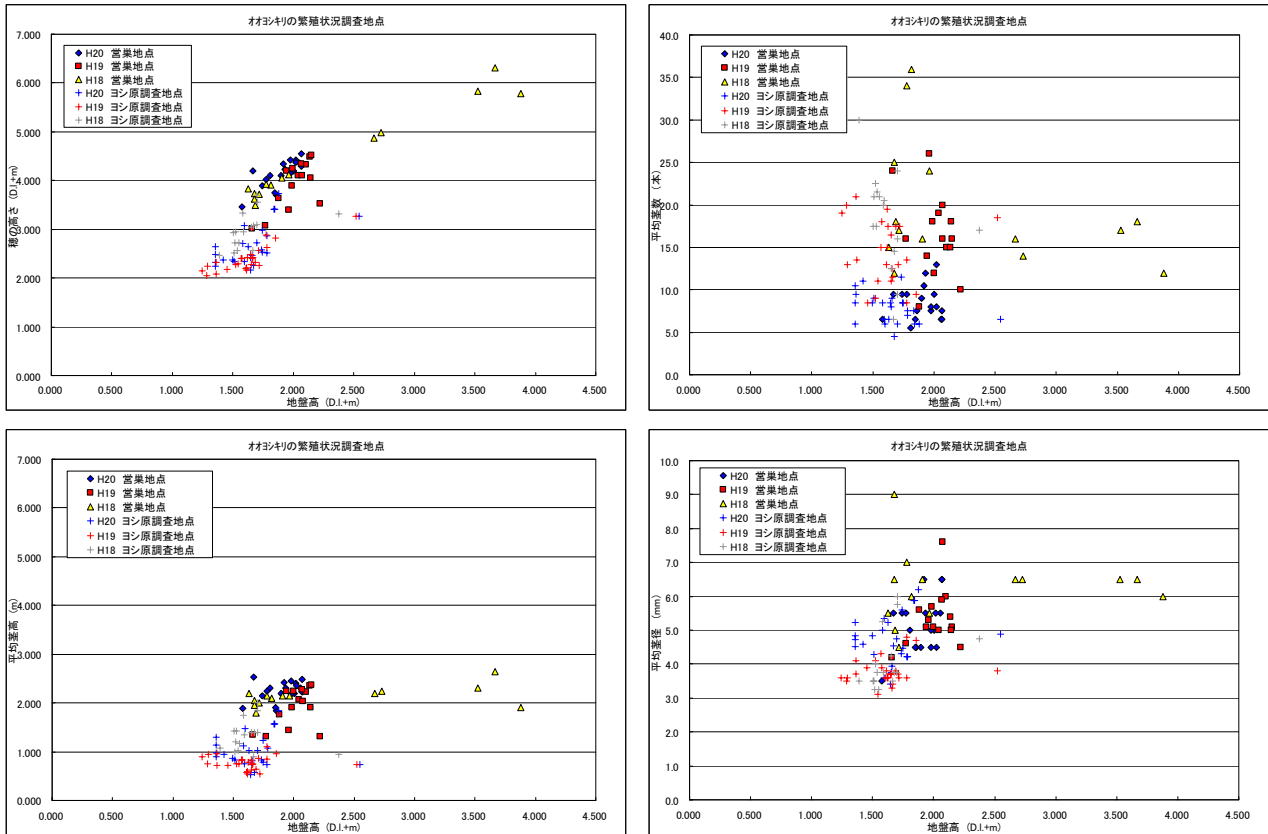 オオヨシキリの繁殖状況調査地点
7.000
6.000
5.000
4.000
3.000
2.000
1.000
0.000
穂の高さ (D.l.+m)
H20 営巣地点
H19 営巣地点
H18 営巣地点
H20 ヨシ原調査地点
H19 ヨシ原調査地点
H18 ヨシ原調査地点
0.000 0.500 1.000 1.500 2.000 2.500 3.000 3.500 4.000 4.500
地盤高 (D.l.+m)
オオヨシキリの繁殖状況調査地点
40.0
35.0
30.0
25.0
20.0
15.0
10.0
5.0
0.0
平均茎数 (本)
H20 営巣地点
H19 営巣地点
H18 営巣地点
H20 ヨシ原調査地点
H19 ヨシ原調査地点
H18 ヨシ原調査地点
0.000 0.500 1.000 1.500 2.000 2.500 3.000 3.500 4.000 4.500
地盤高 (D.l.+m)
オオヨシキリの繁殖状況調査地点
7.000
6.000
5.000
4.000
3.000
2.000
1.000
0.000
平均茎高 (m)
H20 営巣地点
H19 営巣地点
H18 営巣地点
H20 ヨシ原調査地点
H19 ヨシ原調査地点
H18 ヨシ原調査地点
0.000 0.500 1.000 1.500 2.000 2.500 3.000 3.500 4.000 4.500
地盤高 (D.l.+m)
オオヨシキリの繁殖状況調査地点
10.0
9.0
8.0
7.0
6.0
5.0
4.0
3.0
2.0
1.0
0.0
平均茎径 (mm)
H20 営巣地点
H19 営巣地点
H18 営巣地点
H20 ヨシ原調査地点
H19 ヨシ原調査地点
H18 ヨシ原調査地点
0.000 0.500 1.000 1.500 2.000 2.500 3.000 3.500 4.000 4.500
地盤高 (D.l.+m)